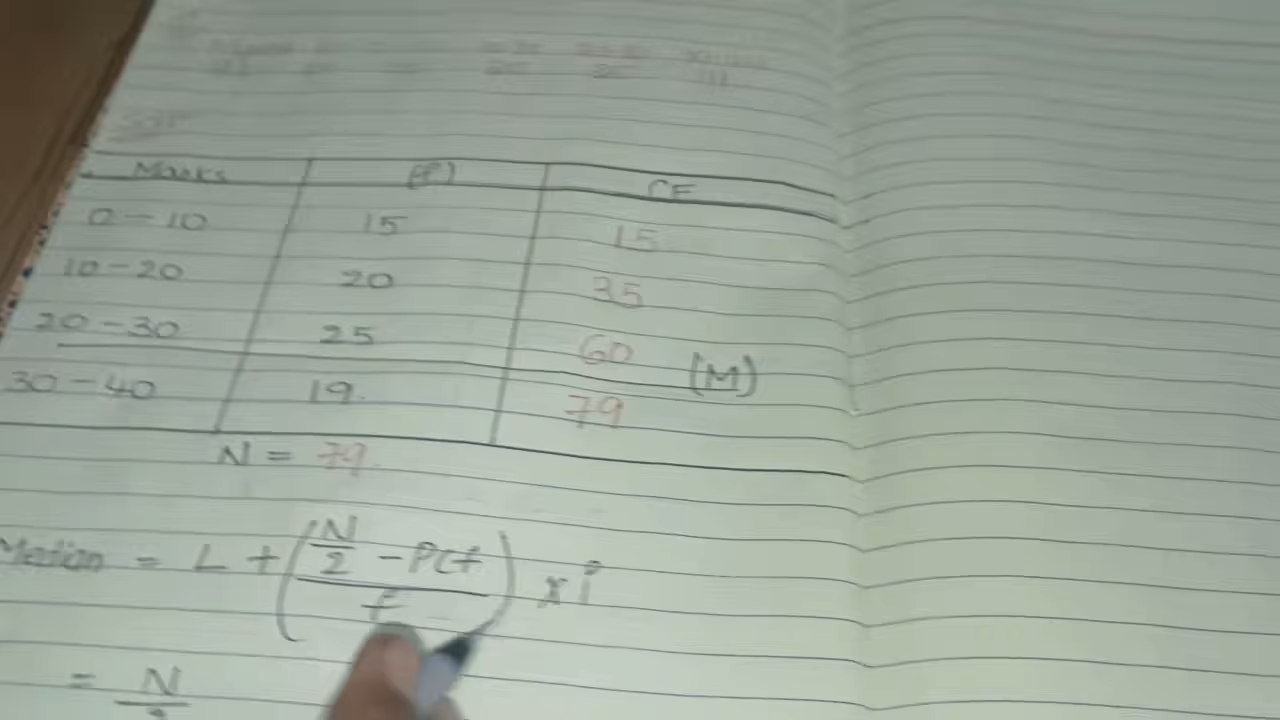 Marks (f) CF
0-10 15 15
10-20 20 35
20-30 25 60 (M)
30-40 19. 79
N = 79.
Median = L + (N/2 - Pcf / f) x i
= N/2